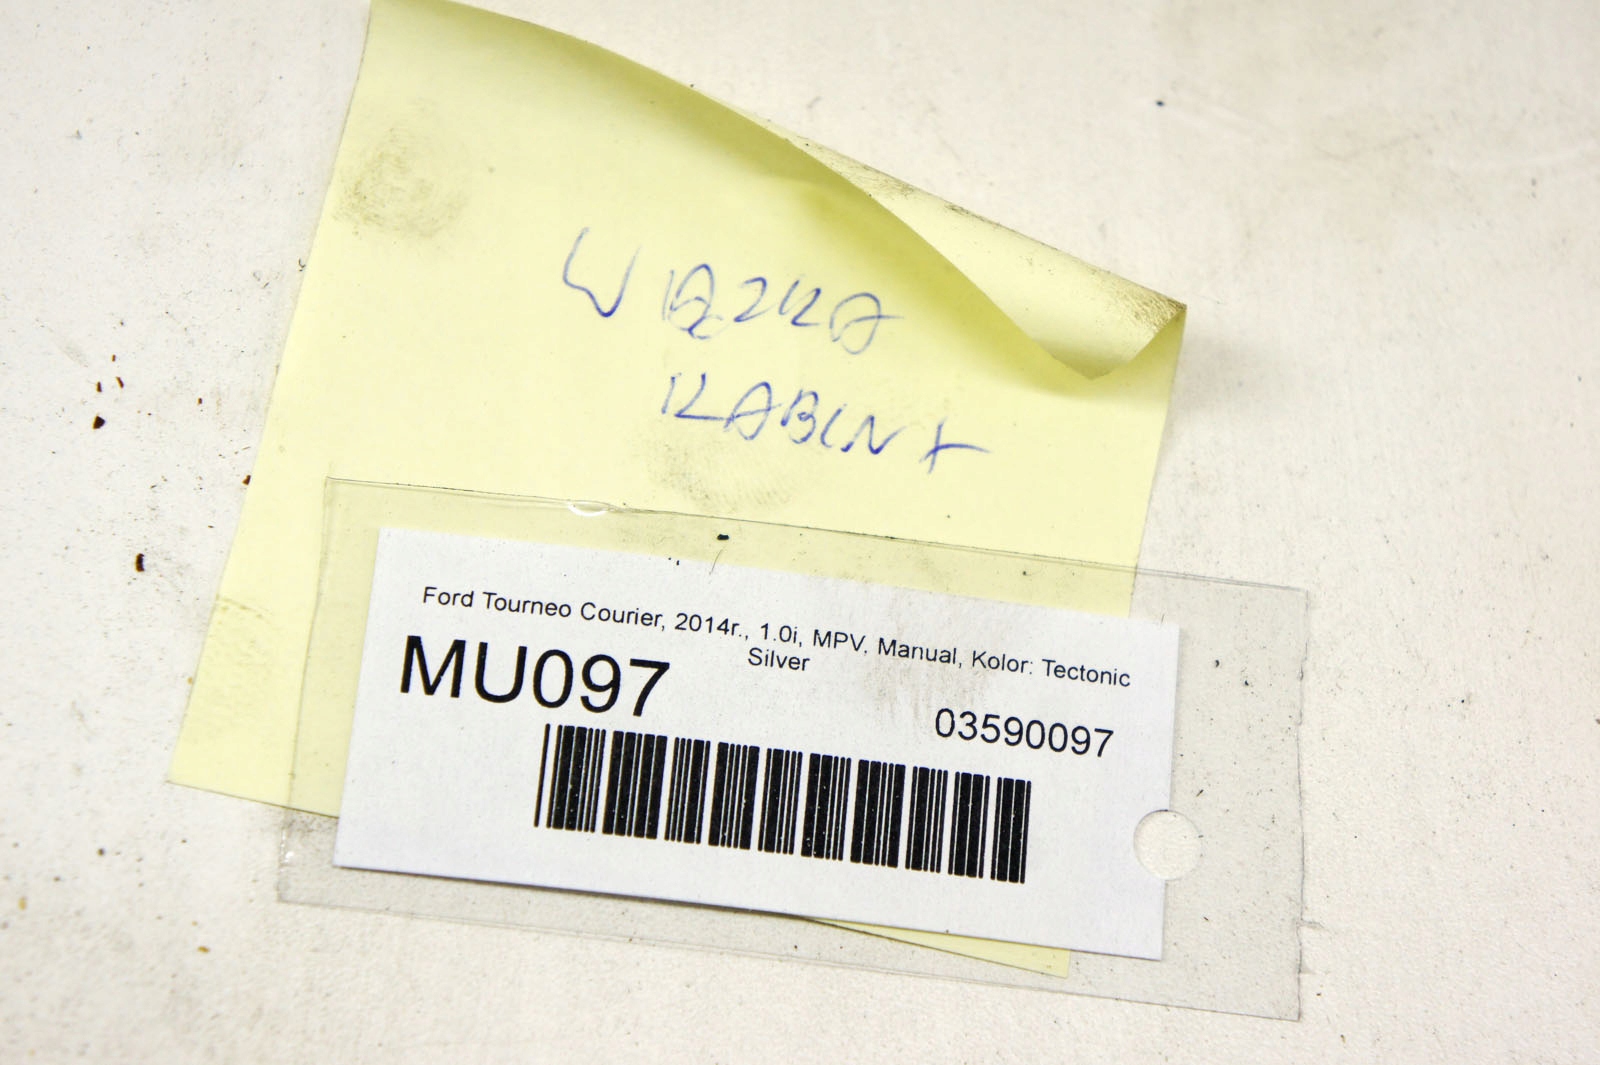 WIĄZKA
KABINY
Ford Tourneo Courier, 2014r., 1.0i, MPV, Manual, Kolor: Tectonic
Silver
MU097
03590097